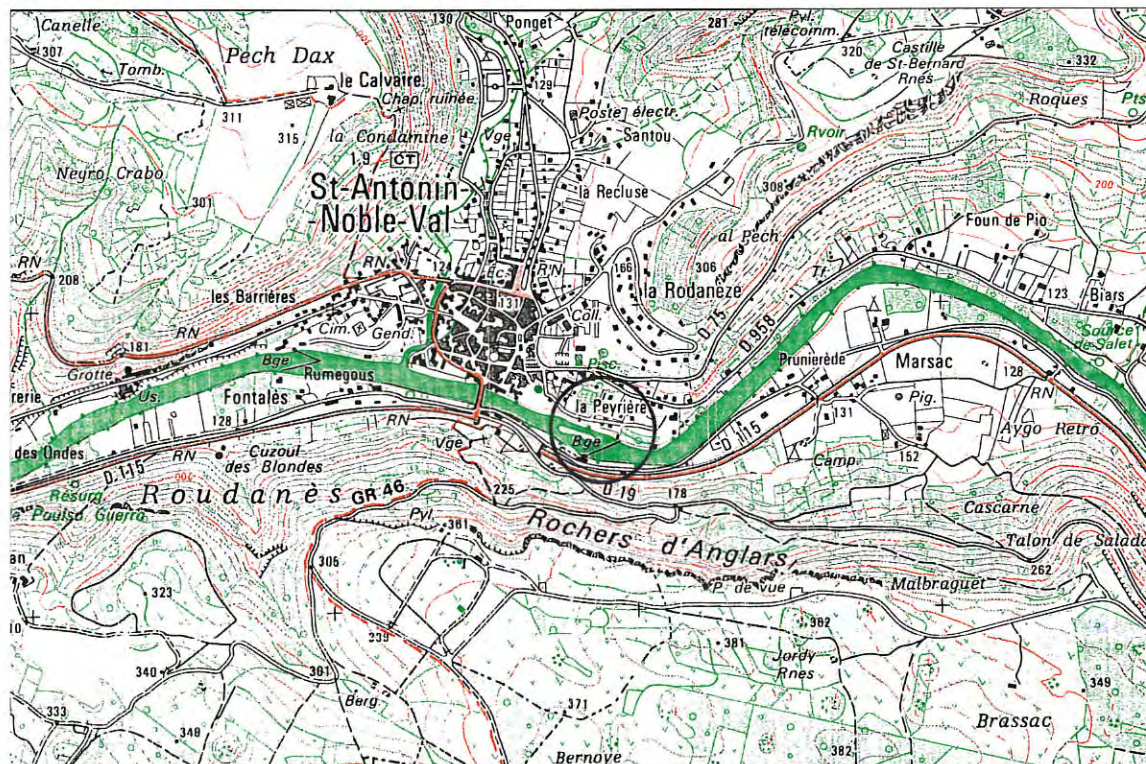 Canelle
307
Tomb.
Pech Dax
le Calvaire
Chap. ruinée
311
315
la Condamine
1.9 CT
130
Ponget
129
Vge
Poste électr.
Santou
281
Pyl.
télécomm.
320
Castille
de St-Bernard
Rnes
332
Roques
Rvoir
Neyro Crabo
301
St-Antonin-
-Noble-Val
la Recluse
308
200
al Pech
306
166
la Rodanèze
Foun de Pio
RN
208
les Barrières
RN
124
131
Coll.
D.75
D.958
Tf.
123
Biars
Source
de Salet
181
RN
Cim.
Gend.
Pisc.
Grotte
Bge
Rumegous
Us.
Fontalès
128
la Peyrière
Bge
Prunierède
Marsac
128
RN
131
Pig.
152
Aygo Retro
des Ondes
D.115
RN
Cuzoul
des Blondes
RN
Vge
D.115
D.19
178
Camp.
Cascarne
Résurg.
Roudanès
GR 46
225
Pyl.
361
Rochers d'Anglars
Talon de Salada
262
305
P. de vue
Malbraguet
323
239
362
381
Jordy
Rnes
340
361
333
348
Berg.
371
349
Brassac
Bernoye
382